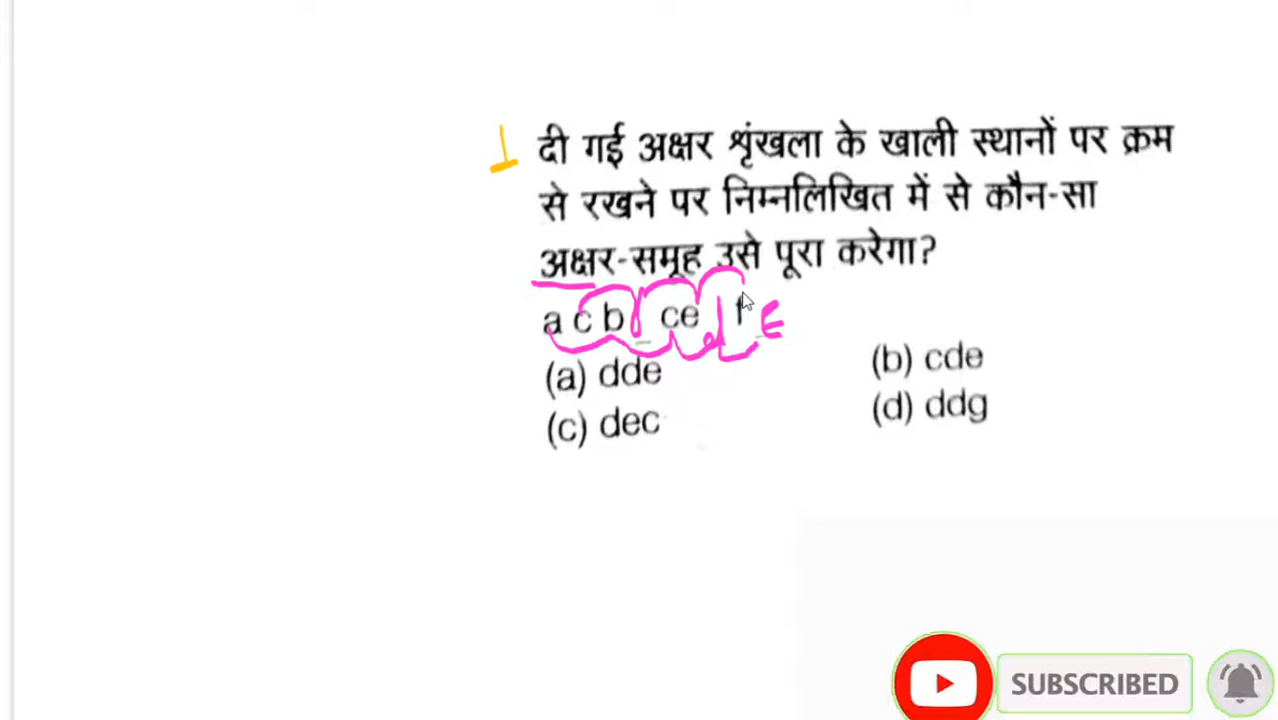 1 दी गई अक्षर शृंखला के खाली स्थानों पर क्रम
से रखने पर निम्नलिखित में से कौन-सा
अक्षर-समूह उसे पूरा करेगा?
a c b d ce d f e
(a) dde (b) cde
(c) dec (d) ddg
SUBSCRIBED